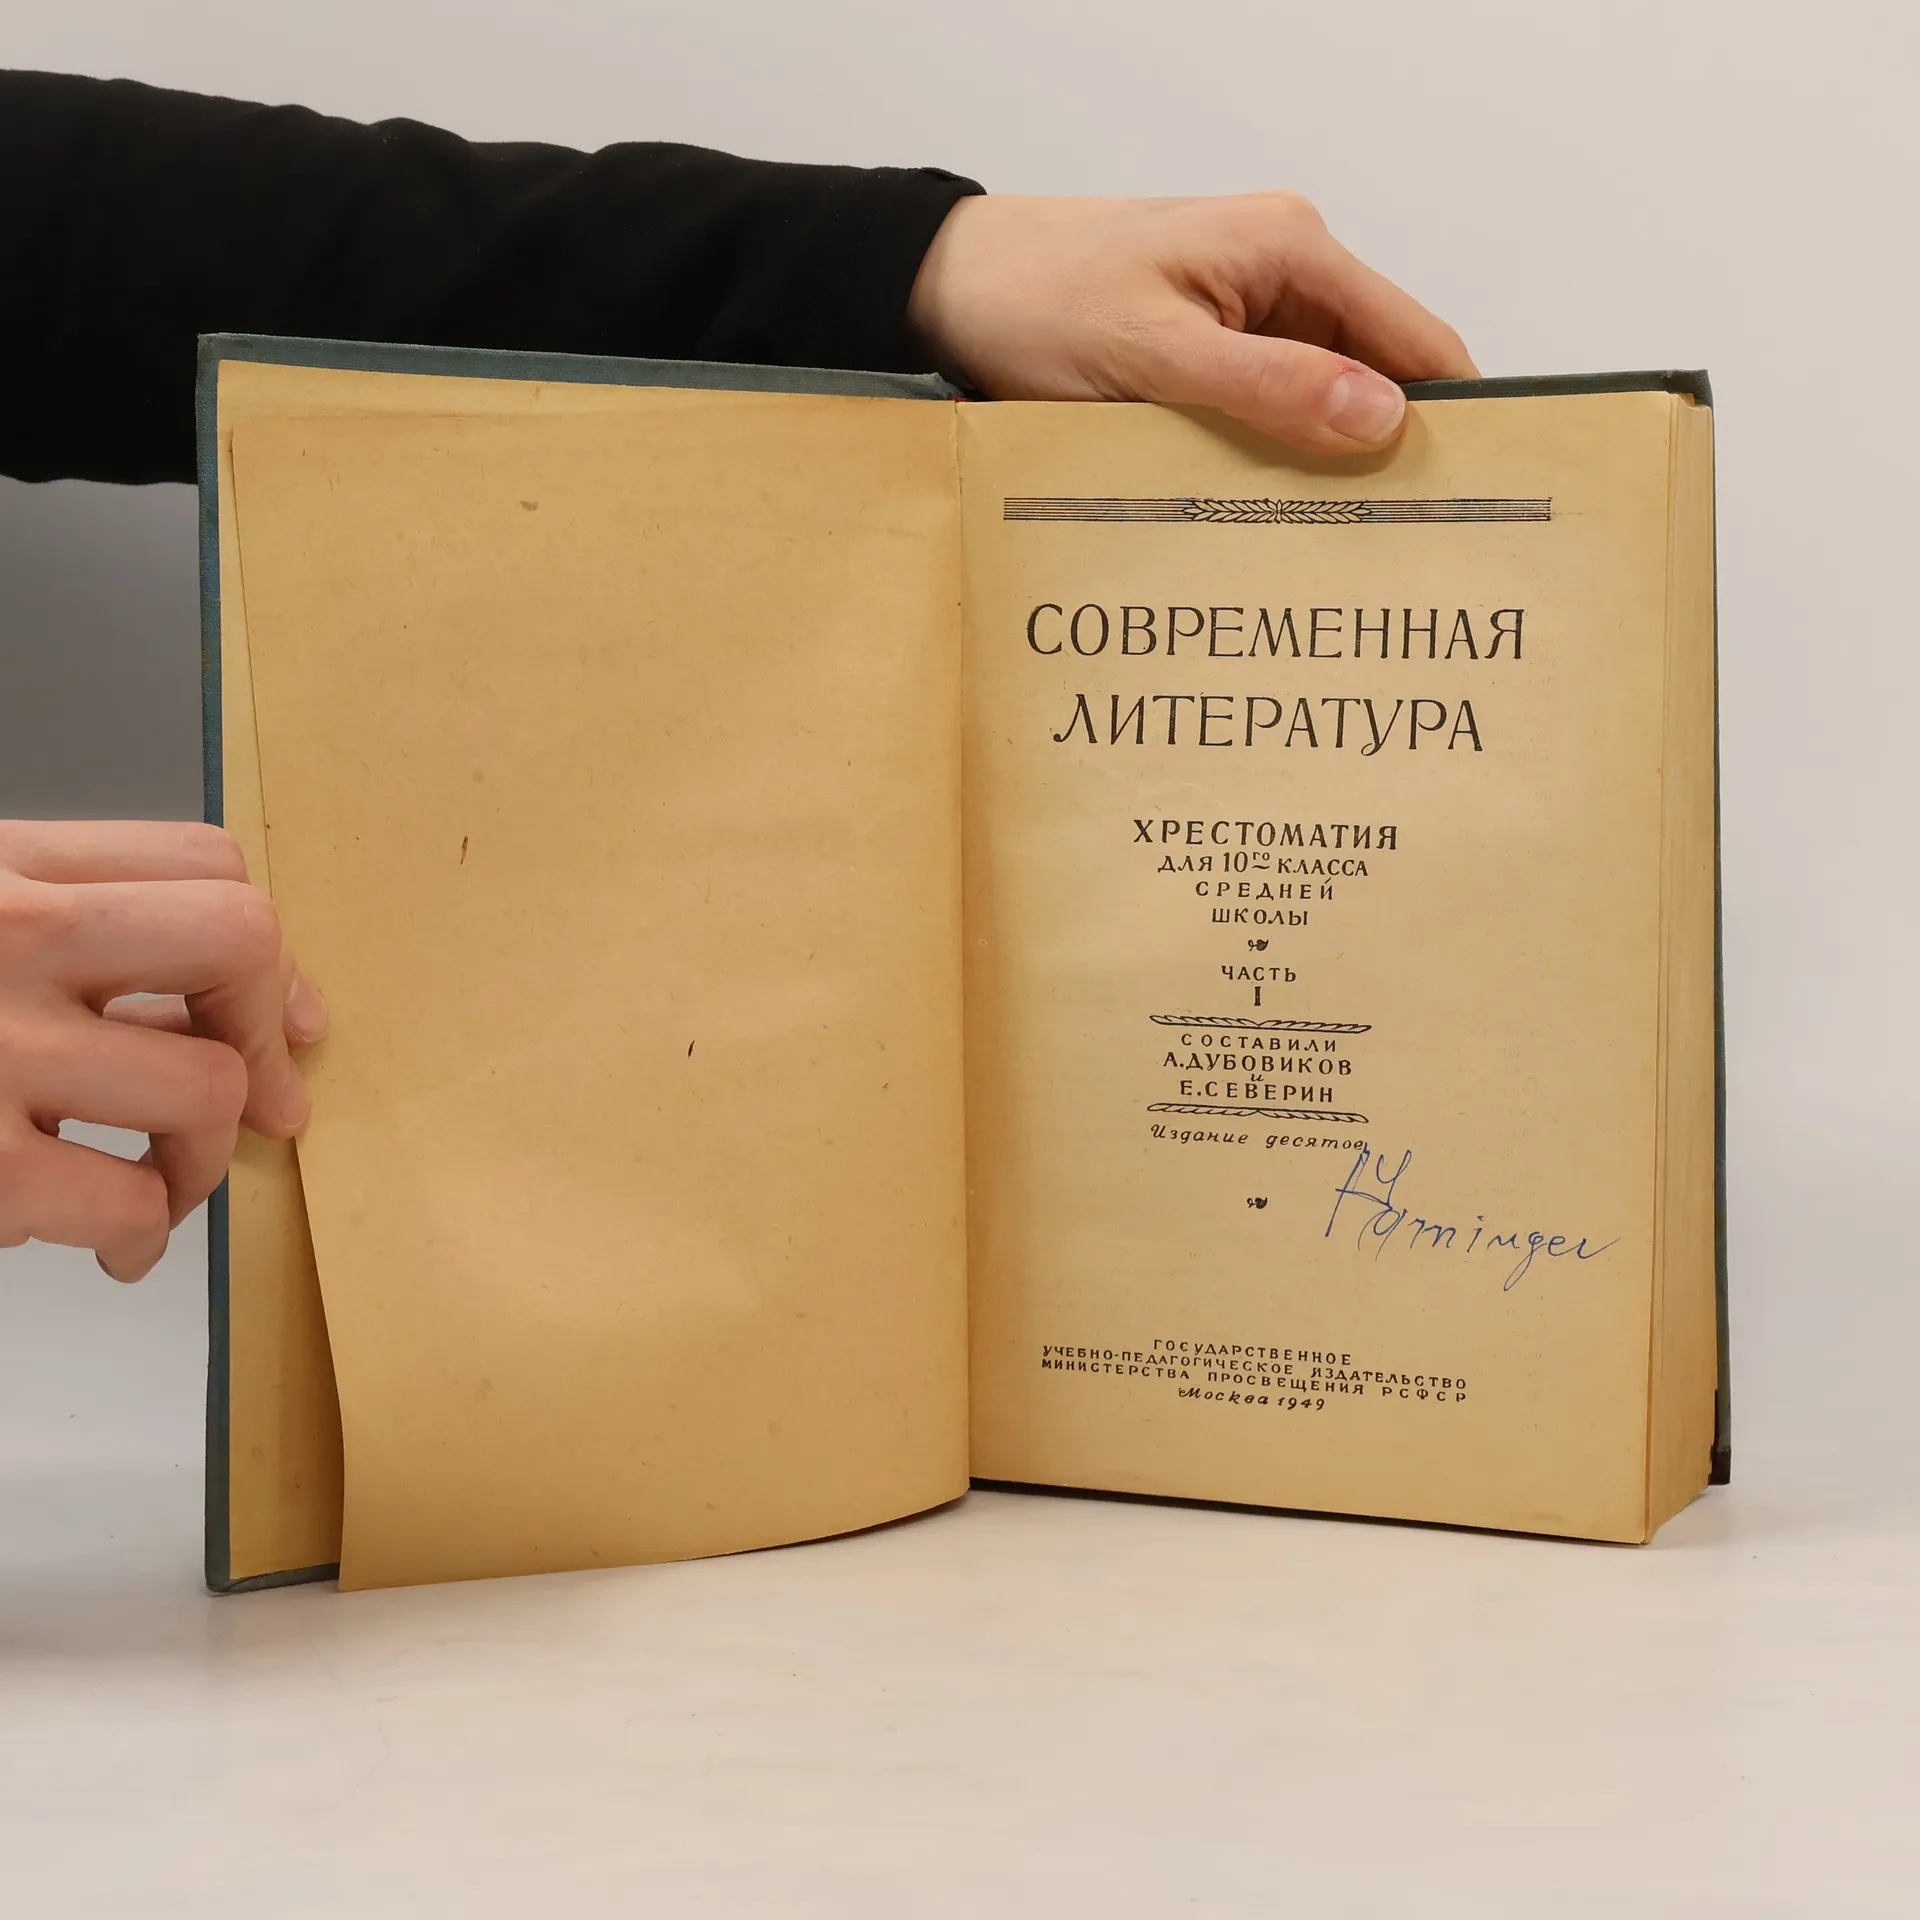 СОВРЕМЕННАЯ
ЛИТЕРАТУРА
ХРЕСТОМАТИЯ
ДЛЯ 10ГО КЛАССА
СРЕДНЕЙ
ШКОЛЫ
ЧАСТЬ
I
СОСТАВИЛИ
А.ДУБОВИКОВ
и
Е.СЕВЕРИН
Издание десятое
ГОСУДАРСТВЕННОЕ
УЧЕБНО-ПЕДАГОГИЧЕСКОЕ ИЗДАТЕЛЬСТВО
МИНИСТЕРСТВА ПРОСВЕЩЕНИЯ РСФСР
Москва 1949